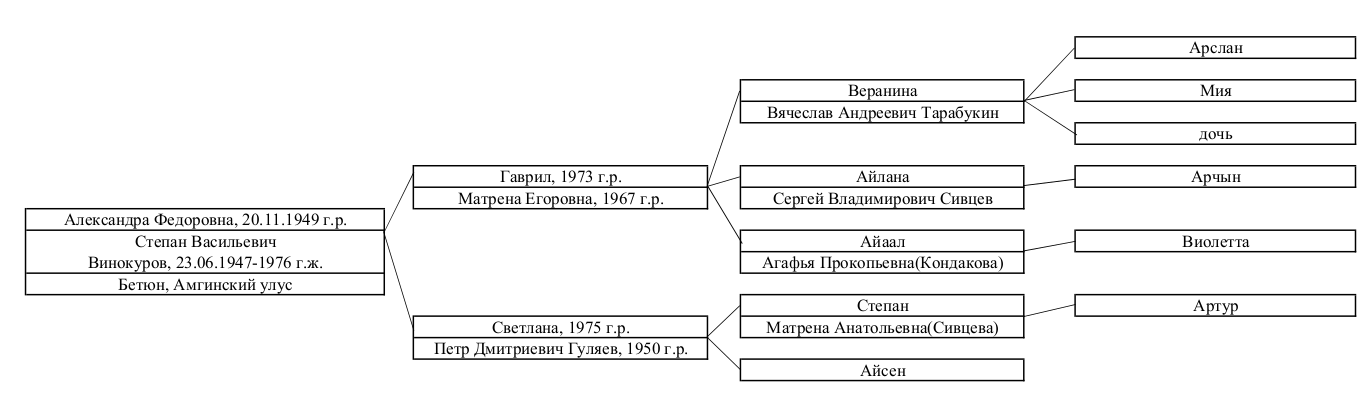 Александра Федоровна, 20.11.1949 г.р.
Степан Васильевич
Винокуров, 23.06.1947-1976 г.ж.
Бетюн, Амгинский улус
Гаврил, 1973 г.р.
Матрена Егоровна, 1967 г.р.
Светлана, 1975 г.р.
Петр Дмитриевич Гуляев, 1950 г.р.
Веранина
Вячеслав Андреевич Тарабукин
Айлана
Сергей Владимирович Сивцев
Айаал
Агафья Прокопьевна(Кондакова)
Степан
Матрена Анатольевна(Сивцева)
Айсен
Арслан
Мия
дочь
Арчын
Виолетта
Артур